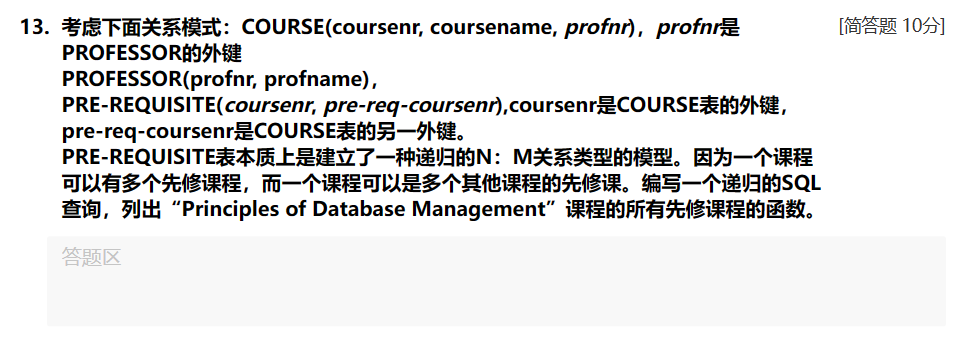 13. 考虑下面关系模式：COURSE(coursenr, coursename, profnr)，profnr是 [简答题 10分]
PROFESSOR的外键
PROFESSOR(profnr, profname)，
PRE-REQUISITE(coursenr, pre-req-coursenr),coursenr是COURSE表的外键，
pre-req-coursenr是COURSE表的另一外键。
PRE-REQUISITE表本质上是建立了一种递归的N：M关系类型的模型。因为一个课程
可以有多个先修课程，而一个课程可以是多个其他课程的先修课。编写一个递归的SQL
查询，列出“Principles of Database Management”课程的所有先修课程的函数。
答题区